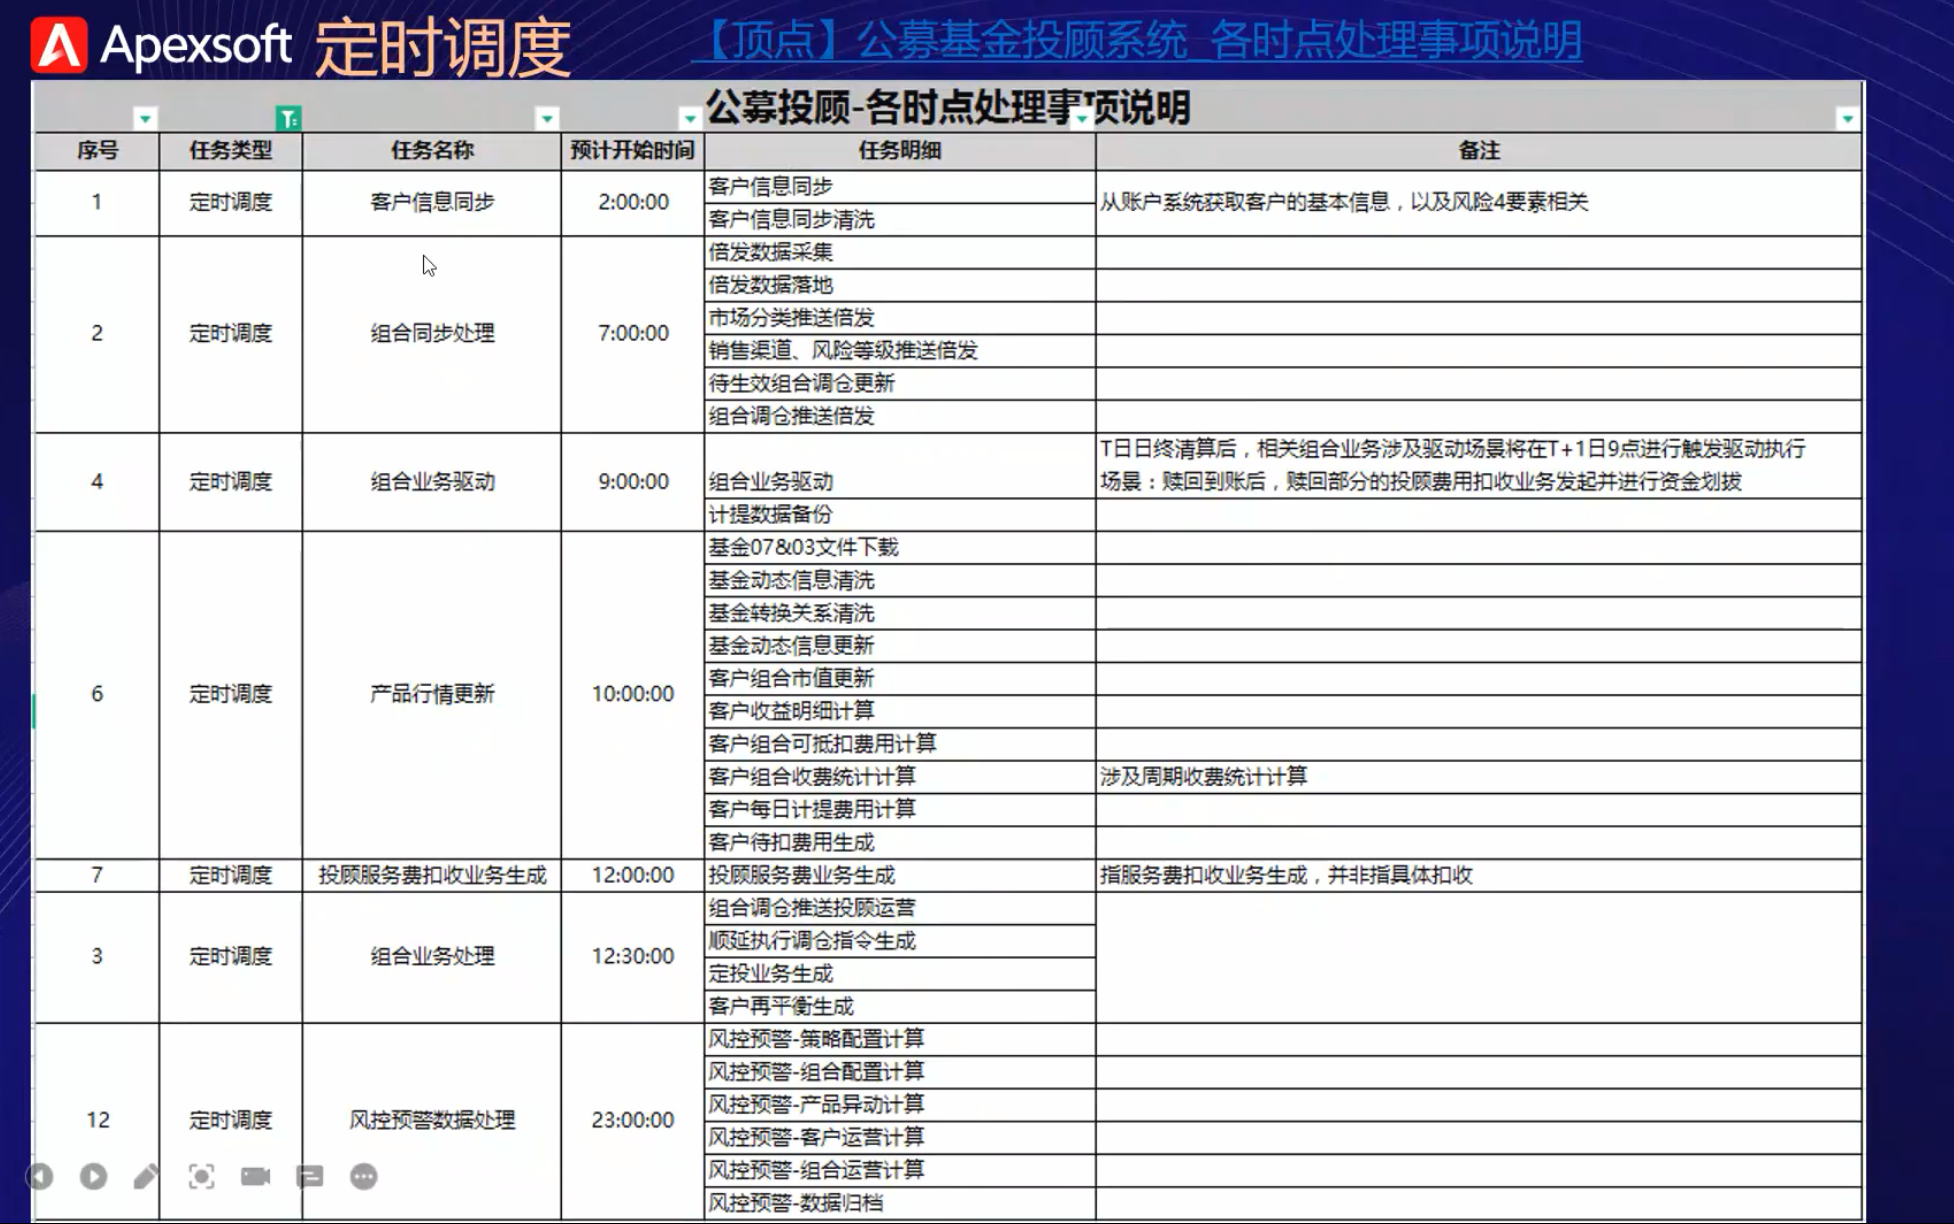 Apexsoft 定时调度
【顶点】公募基金投顾系统_各时点处理事项说明
公募投顾-各时点处理事项说明
序号 任务类型 任务名称 预计开始时间 任务明细 备注
1 定时调度 客户信息同步 2:00:00 客户信息同步 从账户系统获取客户的基本信息，以及风险4要素相关
客户信息同步清洗
2 定时调度 组合同步处理 7:00:00 倍发数据采集
倍发数据落地
市场分类推送倍发
销售渠道、风险等级推送倍发
待生效组合调仓更新
组合调仓推送倍发
4 定时调度 组合业务驱动 9:00:00 组合业务驱动 T日日终清算后，相关组合业务涉及驱动场景将在T+1日9点进行触发驱动执行
场景：赎回到账后，赎回部分的投顾费用扣收业务发起并进行资金划拨
计提数据备份
6 定时调度 产品行情更新 10:00:00 基金07&03文件下载
基金动态信息清洗
基金转换关系清洗
基金动态信息更新
客户组合市值更新
客户收益明细计算
客户组合可抵扣费用计算
客户组合收费统计计算 涉及周期收费统计计算
客户每日计提费用计算
客户待扣费用生成
7 定时调度 投顾服务费扣收业务生成 12:00:00 投顾服务费业务生成 指服务费扣收业务生成，并非指具体扣收
3 定时调度 组合业务处理 12:30:00 组合调仓推送投顾运营
顺延执行调仓指令生成
定投业务生成
客户再平衡生成
12 定时调度 风控预警数据处理 23:00:00 风控预警-策略配置计算
风控预警-组合配置计算
风控预警-产品异动计算
风控预警-客户运营计算
风控预警-组合运营计算
风控预警-数据归档